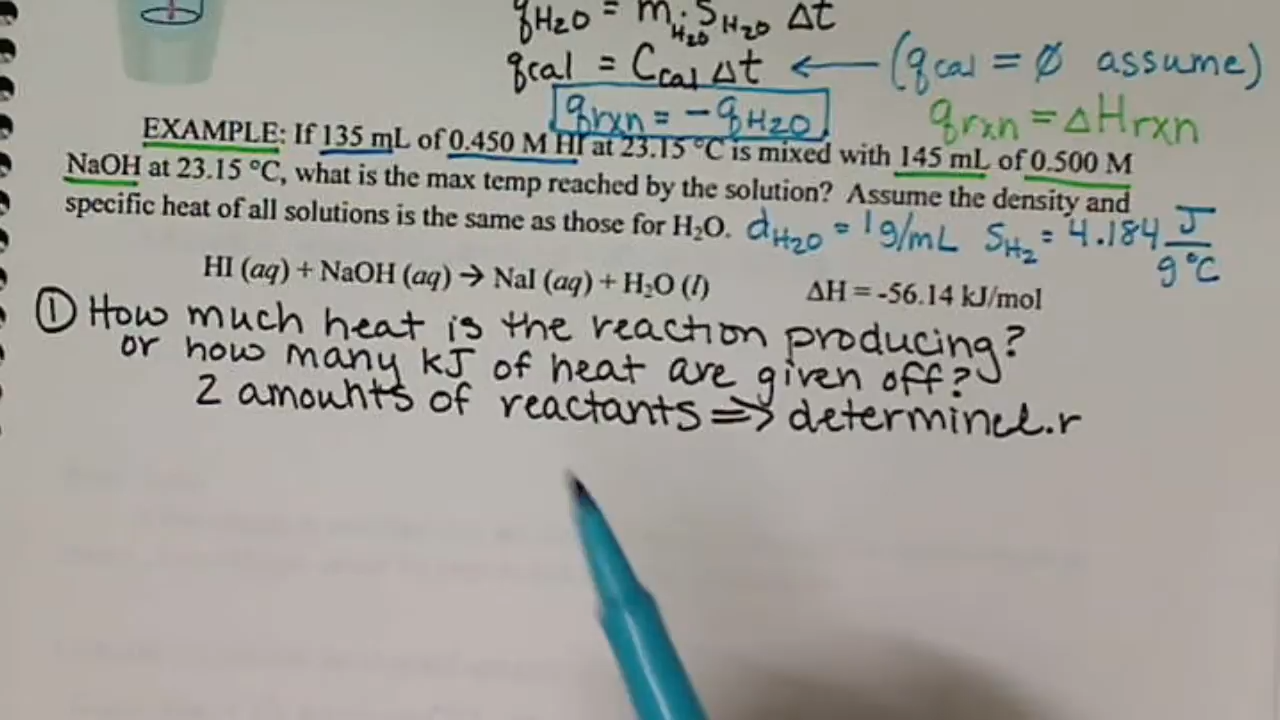 qH₂O = mH₂O·SH₂O Δt
qcal = Ccal Δt ← (qcal = Ø assume)
qrxn = -qH₂O
qrxn = ΔHrxn
EXAMPLE: If 135 mL of 0.450 M HI at 23.15 °C is mixed with 145 mL of 0.500 M
NaOH at 23.15 °C, what is the max temp reached by the solution? Assume the density and
specific heat of all solutions is the same as those for H₂O. dH₂O = 1g/mL SH₂ = 4.184 J/g°C
HI (aq) + NaOH (aq) → NaI (aq) + H₂O (l) ΔH = -56.14 kJ/mol
① How much heat is the reaction producing?
or how many kJ of heat are given off?
2 amounts of reactants ⇒ determine l.r